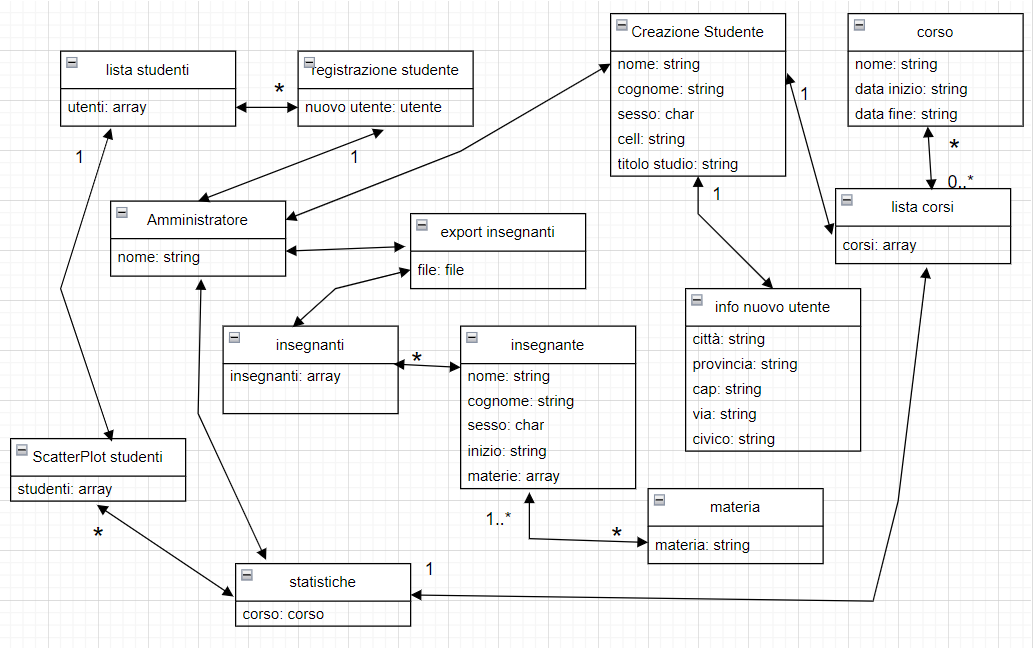 lista studenti
utenti: array
*
registrazione studente
nuovo utente: utente
Creazione Studente
nome: string
cognome: string
sesso: char
cell: string
titolo studio: string
1
corso
nome: string
data inizio: string
data fine: string
*
0..*
lista corsi
corsi: array
1
1
1
Amministratore
nome: string
export insegnanti
file: file
info nuovo utente
città: string
provincia: string
cap: string
via: string
civico: string
insegnanti
insegnanti: array
*
insegnante
nome: string
cognome: string
sesso: char
inizio: string
materie: array
1..*
*
materia
materia: string
ScatterPlot studenti
studenti: array
*
statistiche
corso: corso
1